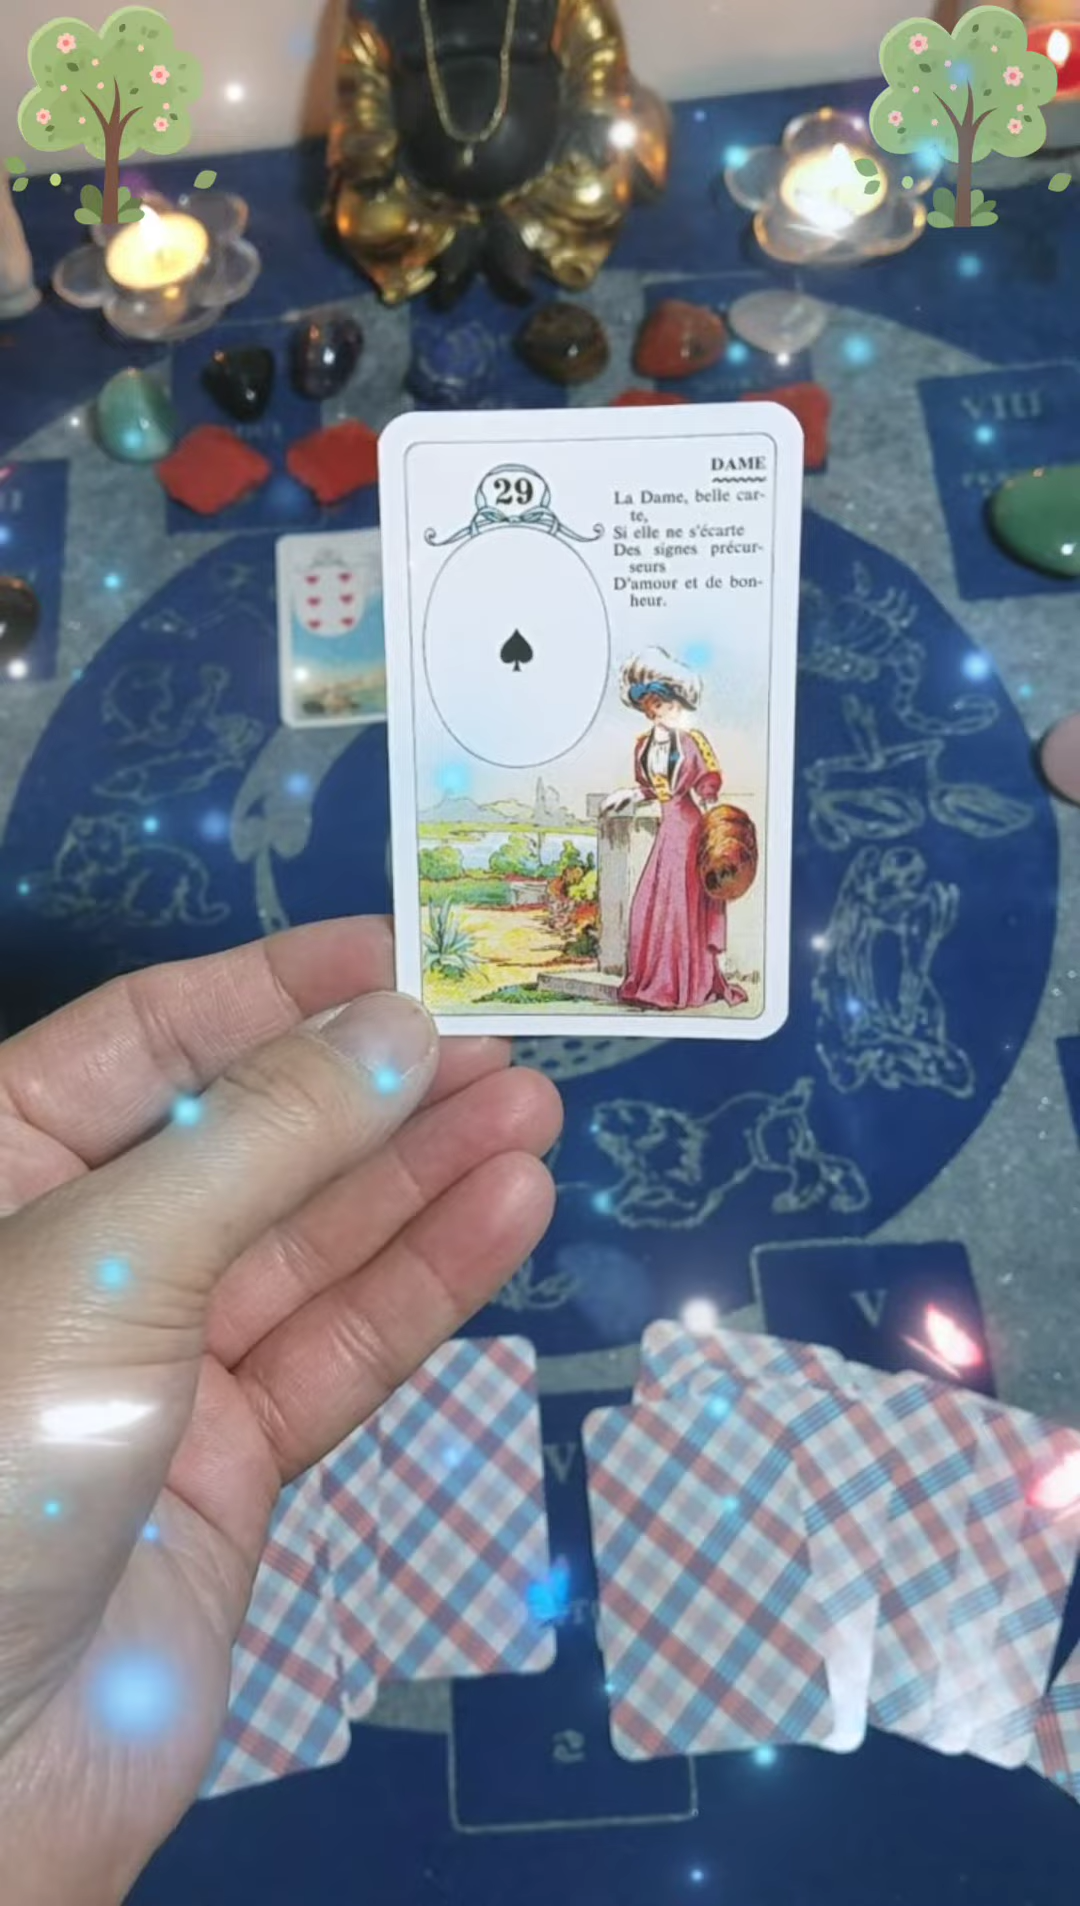 VIII
29
DAME
La Dame, belle car-
te,
Si elle ne s'écarte
Des signes précur-
seurs
D'amour et de bon-
heur.
V
V